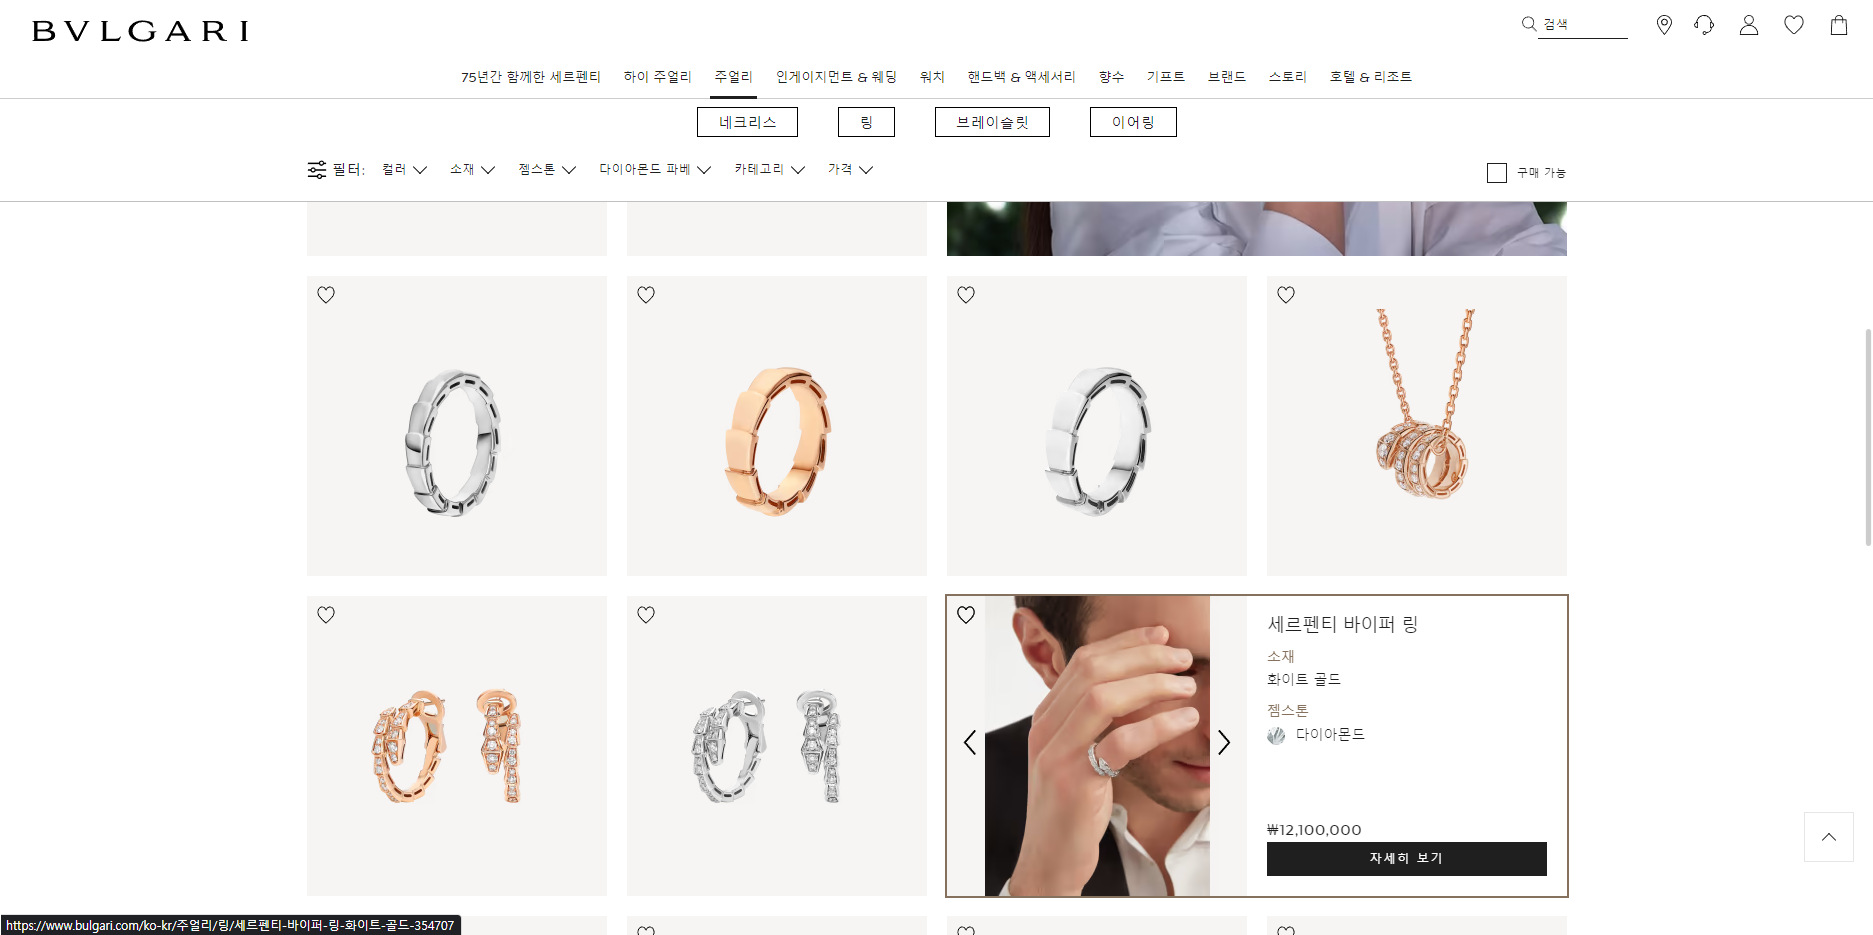 BVLGARI
검색
75년간 함께한 세르펜티 하이 주얼리 주얼리 인게이지먼트 & 웨딩 워치 핸드백 & 액세서리 향수 기프트 브랜드 스토리 호텔 & 리조트
네크리스 링 브레이슬릿 이어링
필터: 컬러 소재 젬스톤 다이아몬드 파베 카테고리 가격 구매 가능
세르펜티 바이퍼 링
소재
화이트 골드
젬스톤
다이아몬드
₩12,100,000
자세히 보기
https://www.bulgari.com/ko-kr/주얼리/링/세르펜티-바이퍼-링-화이트-골드-354707